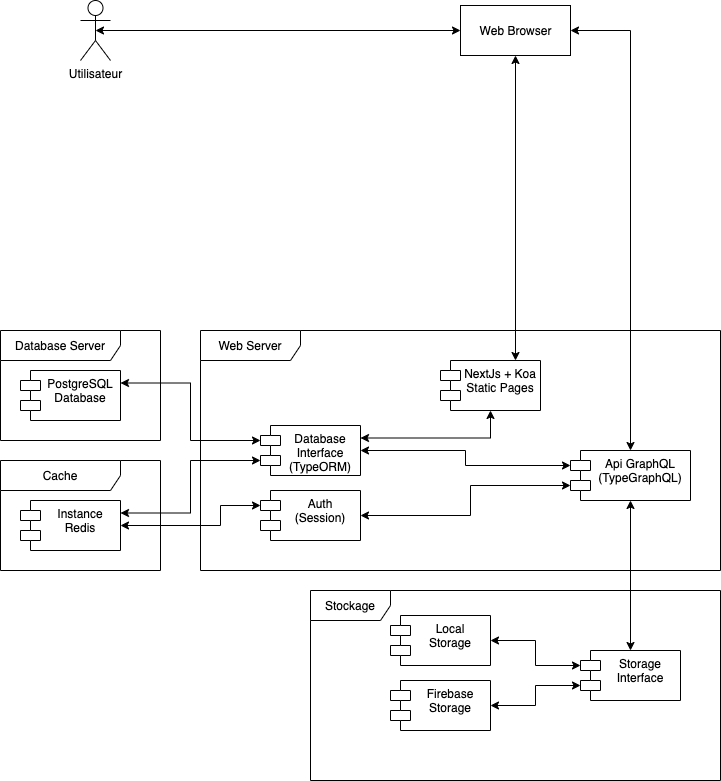 Web Browser
Utilisateur
Database Server
PostgreSQL
Database
Web Server
NextJs + Koa
Static Pages
Database
Interface
(TypeORM)
Api GraphQL
(TypeGraphQL)
Cache
Instance
Redis
Auth
(Session)
Stockage
Local
Storage
Storage
Interface
Firebase
Storage